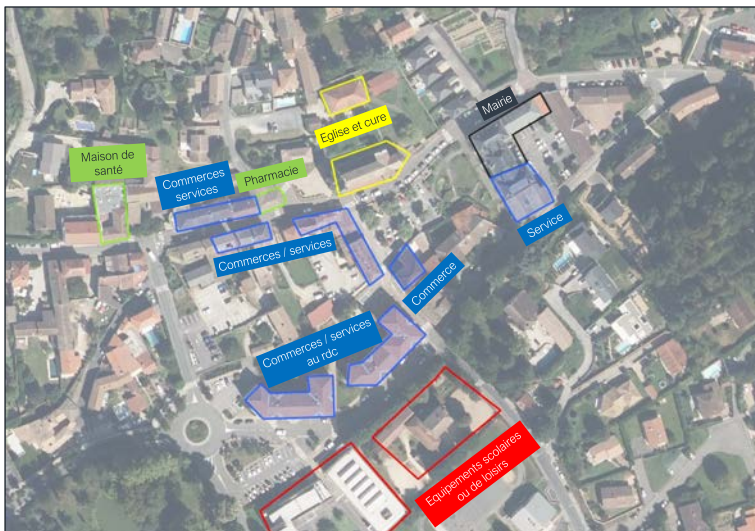 Mairie
Eglise et cure
Maison de
santé
Commerces
services
Pharmacie
Service
Commerces / services
Commerce
Commerces / services
au rdc
Equipements scolaires
ou de loisirs